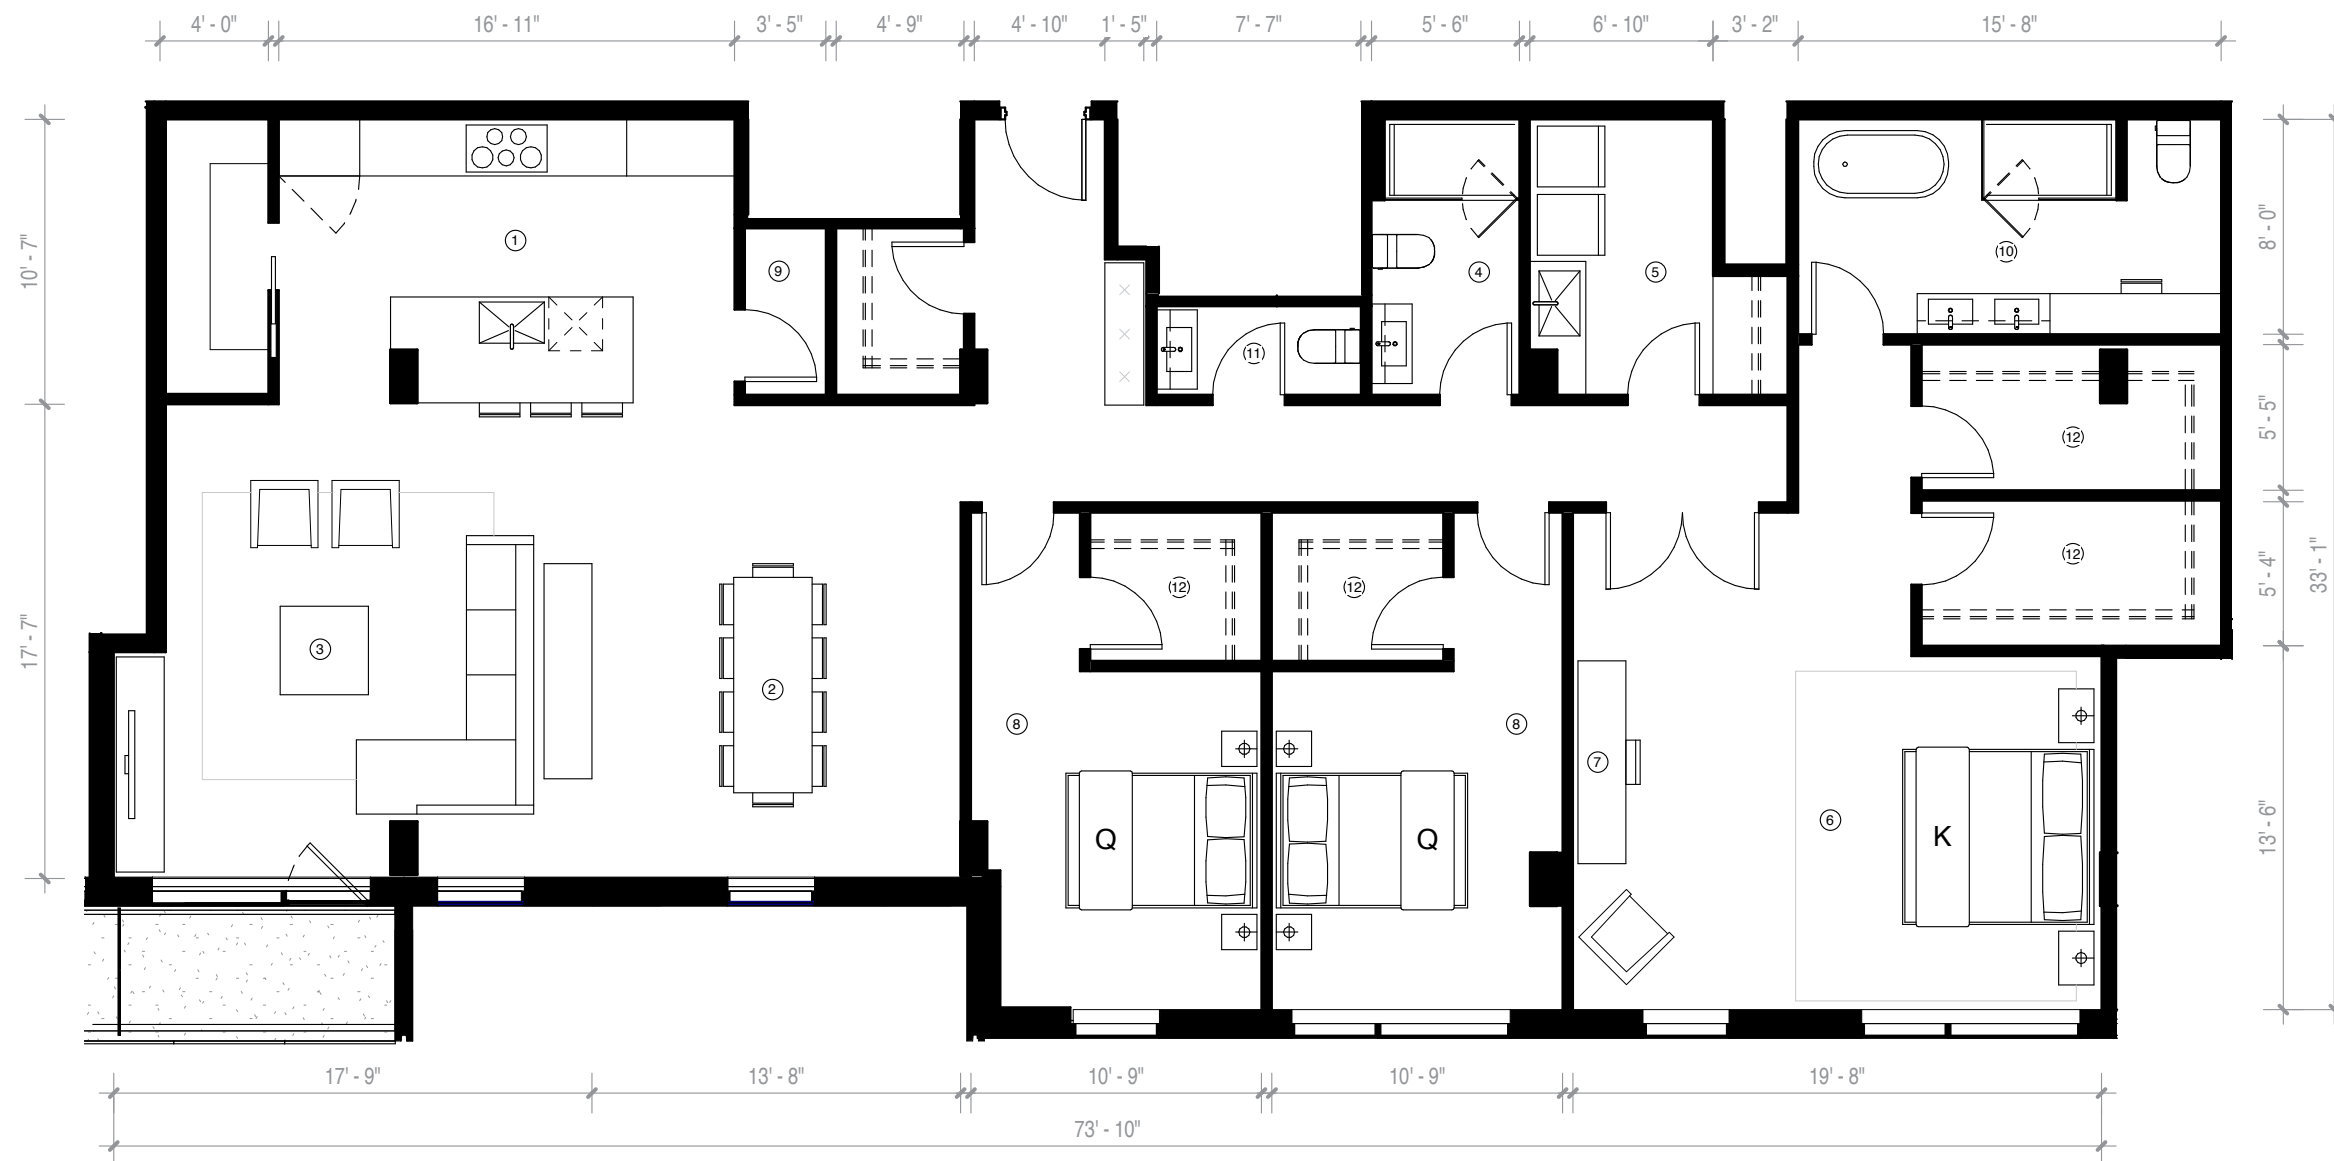 4' - 0" 16' - 11" 3' - 5" 4' - 9" 4' - 10" 1' - 5" 7' - 7" 5' - 6" 6' - 10" 3' - 2" 15' - 8"
10' - 7"
17' - 7"
1
9
4
5
10
11
12
12
12
12
3
2
8
8
7
6
Q
Q
K
8' - 0"
5' - 5"
5' - 4"
13' - 6"
33' - 1"
17' - 9" 13' - 8" 10' - 9" 10' - 9" 19' - 8"
73' - 10"